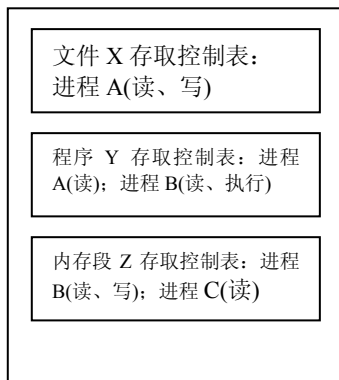 文件 X 存取控制表：
进程 A(读、写)
程序 Y 存取控制表：进程
A(读)；进程 B(读、执行)
内存段 Z 存取控制表：进程
B(读、写)；进程 C(读)